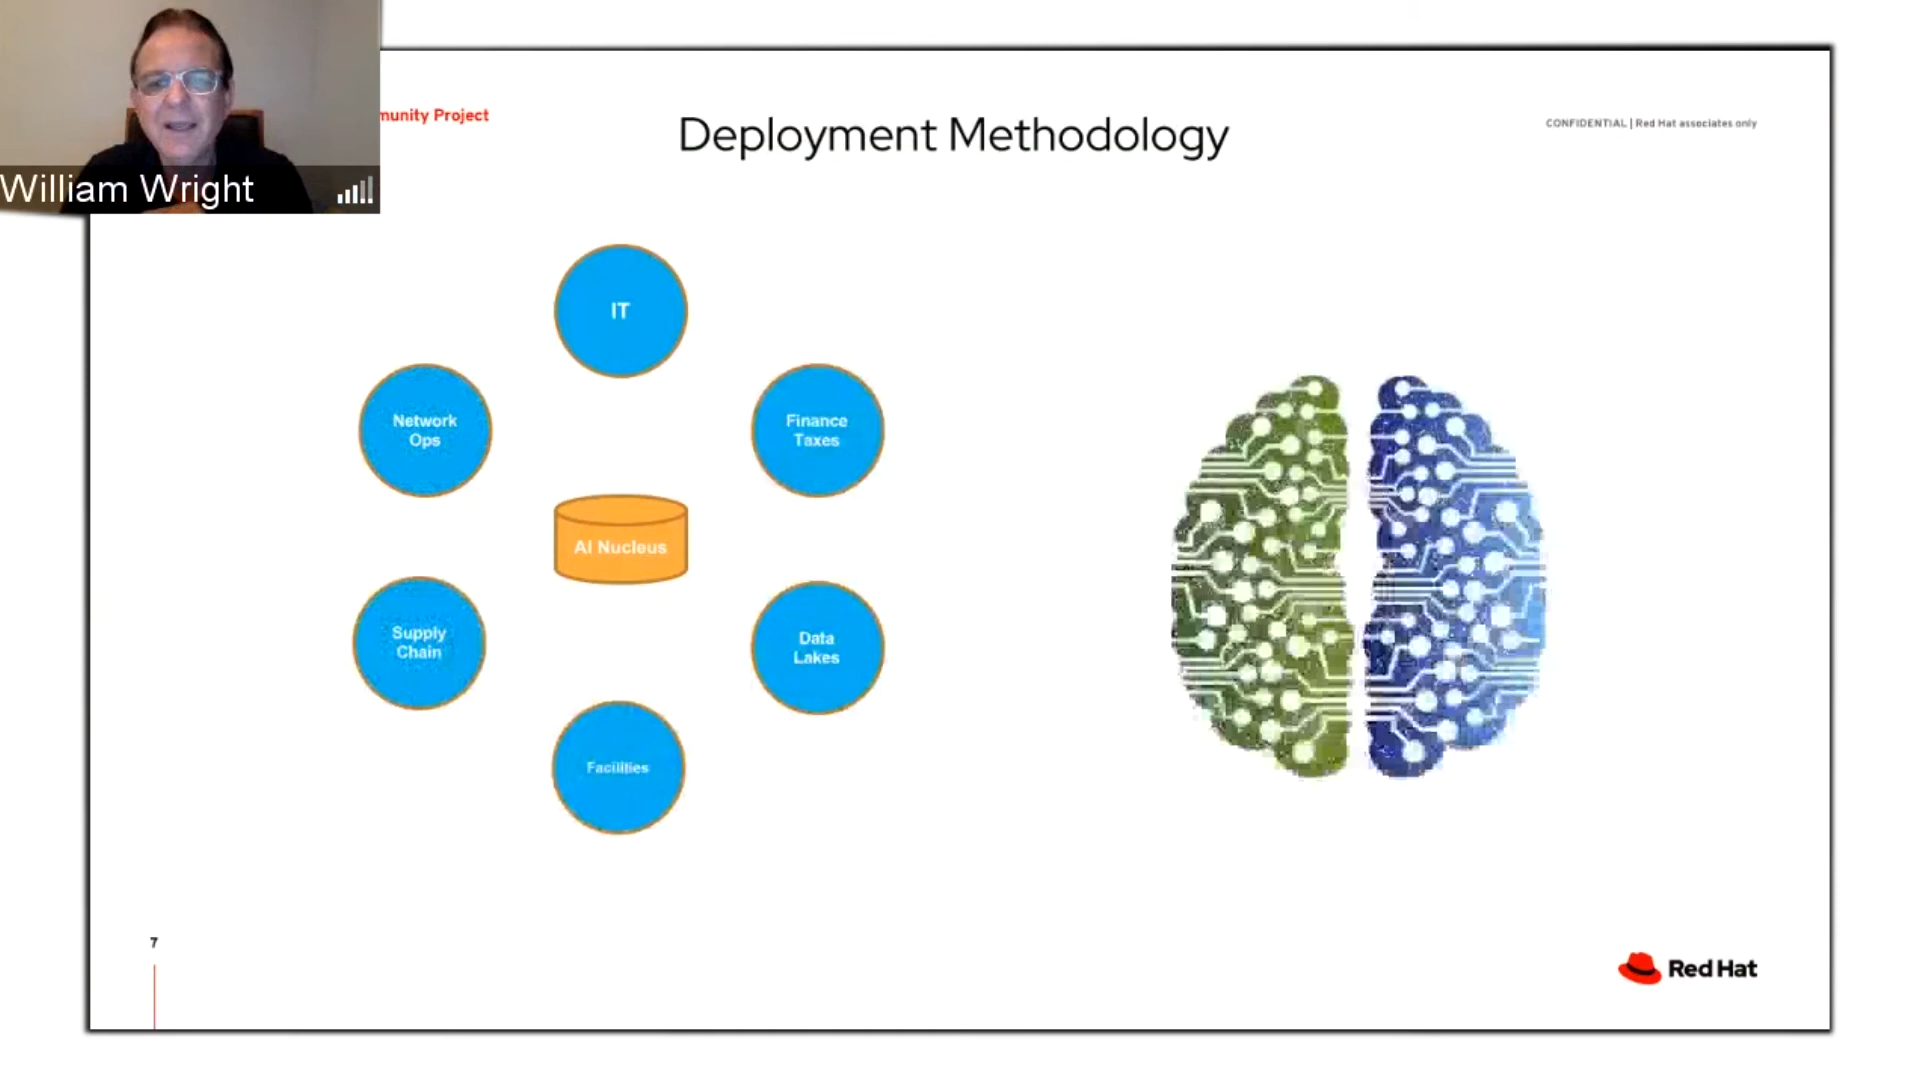 William Wright
munity Project
Deployment Methodology
CONFIDENTIAL | Red Hat associates only
IT
Network
Ops
Finance
Taxes
AI Nucleus
Supply
Chain
Data
Lakes
Facilities
7
Red Hat